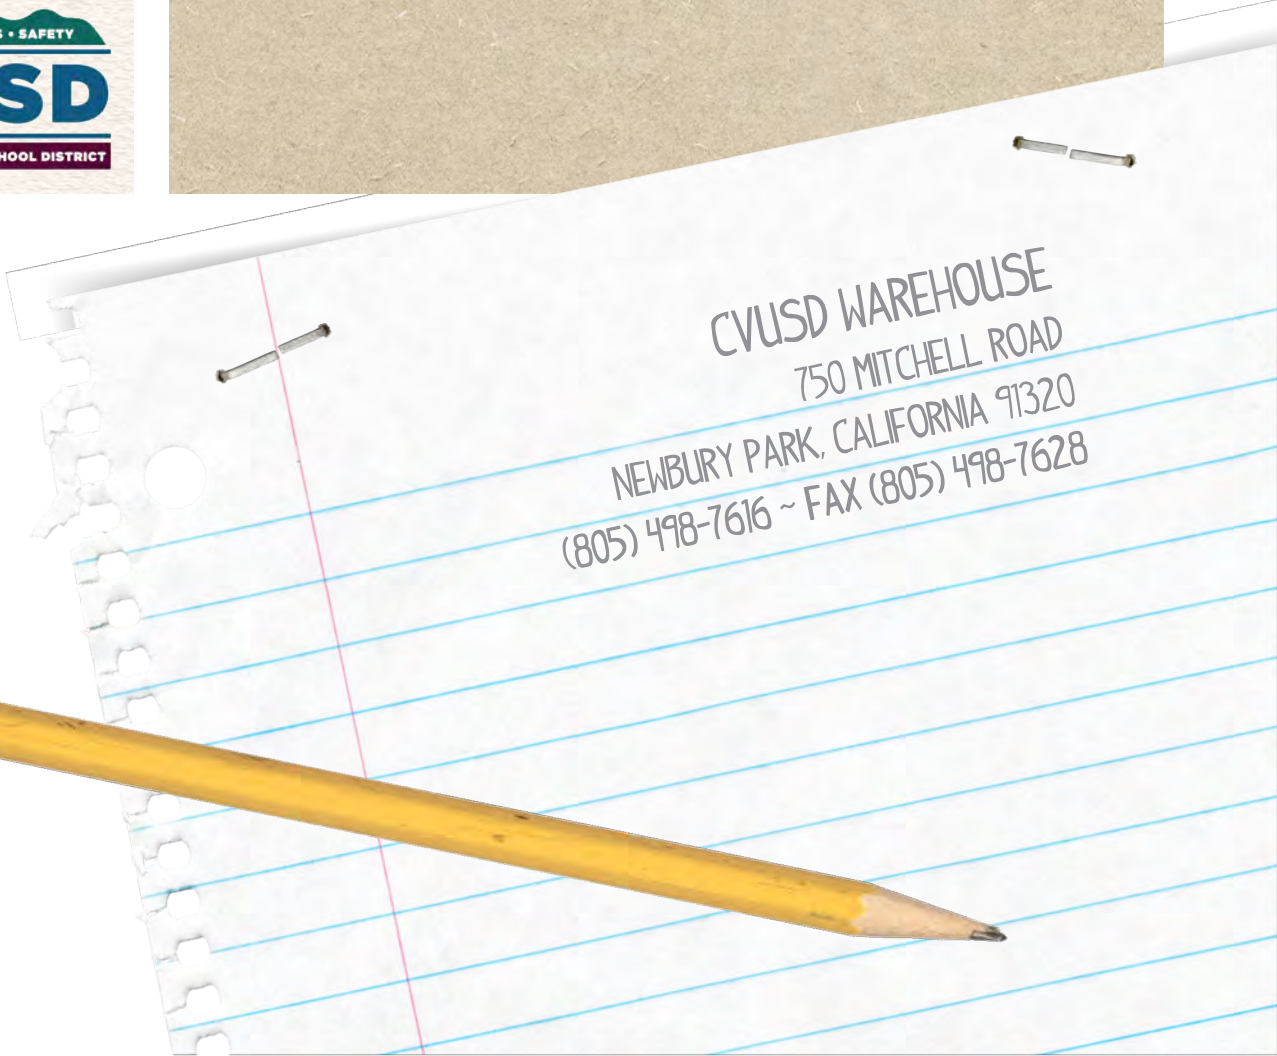 • SAFETY
SD
DISTRICT
CVUSD WAREHOUSE
750 MITCHELL ROAD
NEWBURY PARK, CALIFORNIA 91320
(805) 498-7616 ~ FAX (805) 498-7628